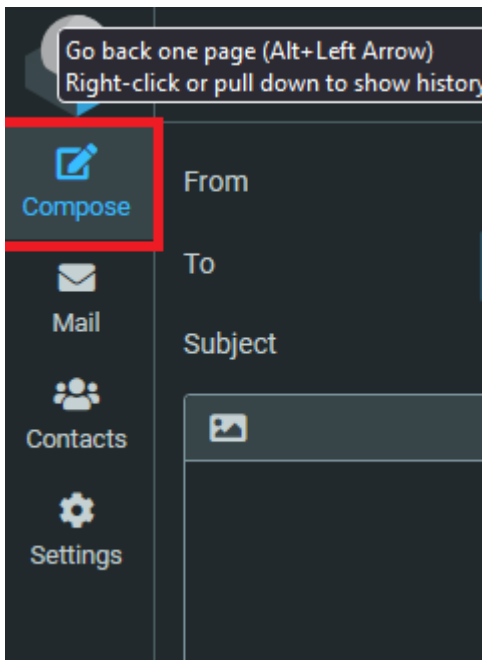 Go back one page (Alt+Left Arrow)
Right-click or pull down to show history
Compose
Mail
Contacts
Settings
From
To
Subject